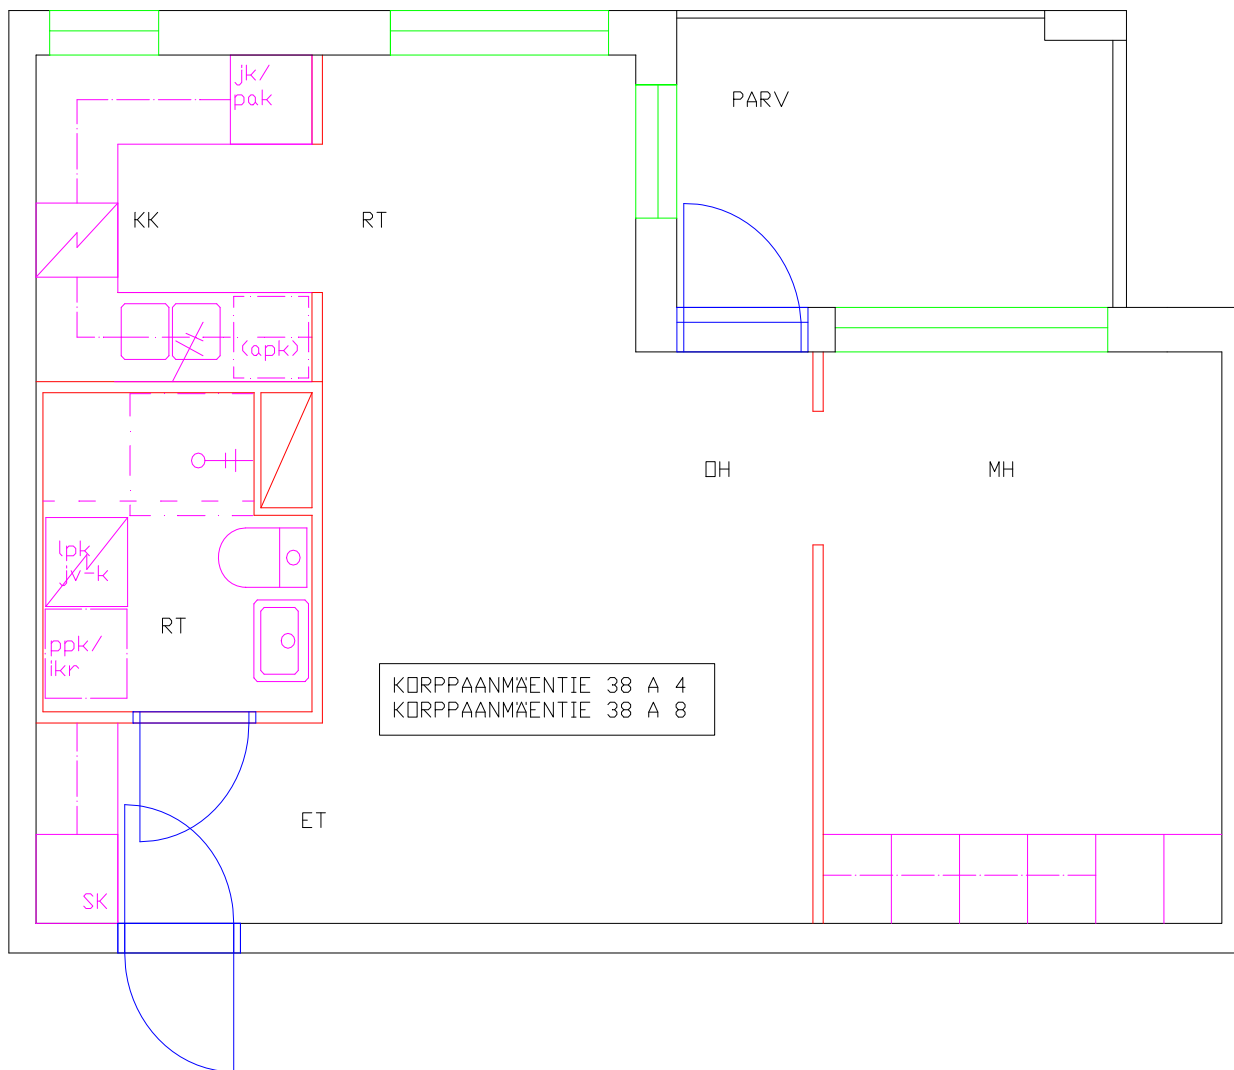 jk/
pak
PARV
KK
RT
(apk)
OH
MH
lpk
jv-k
RT
ppk/
ikr
KORPPAANMÄENTIE 38 A 4
KORPPAANMÄENTIE 38 A 8
ET
SK